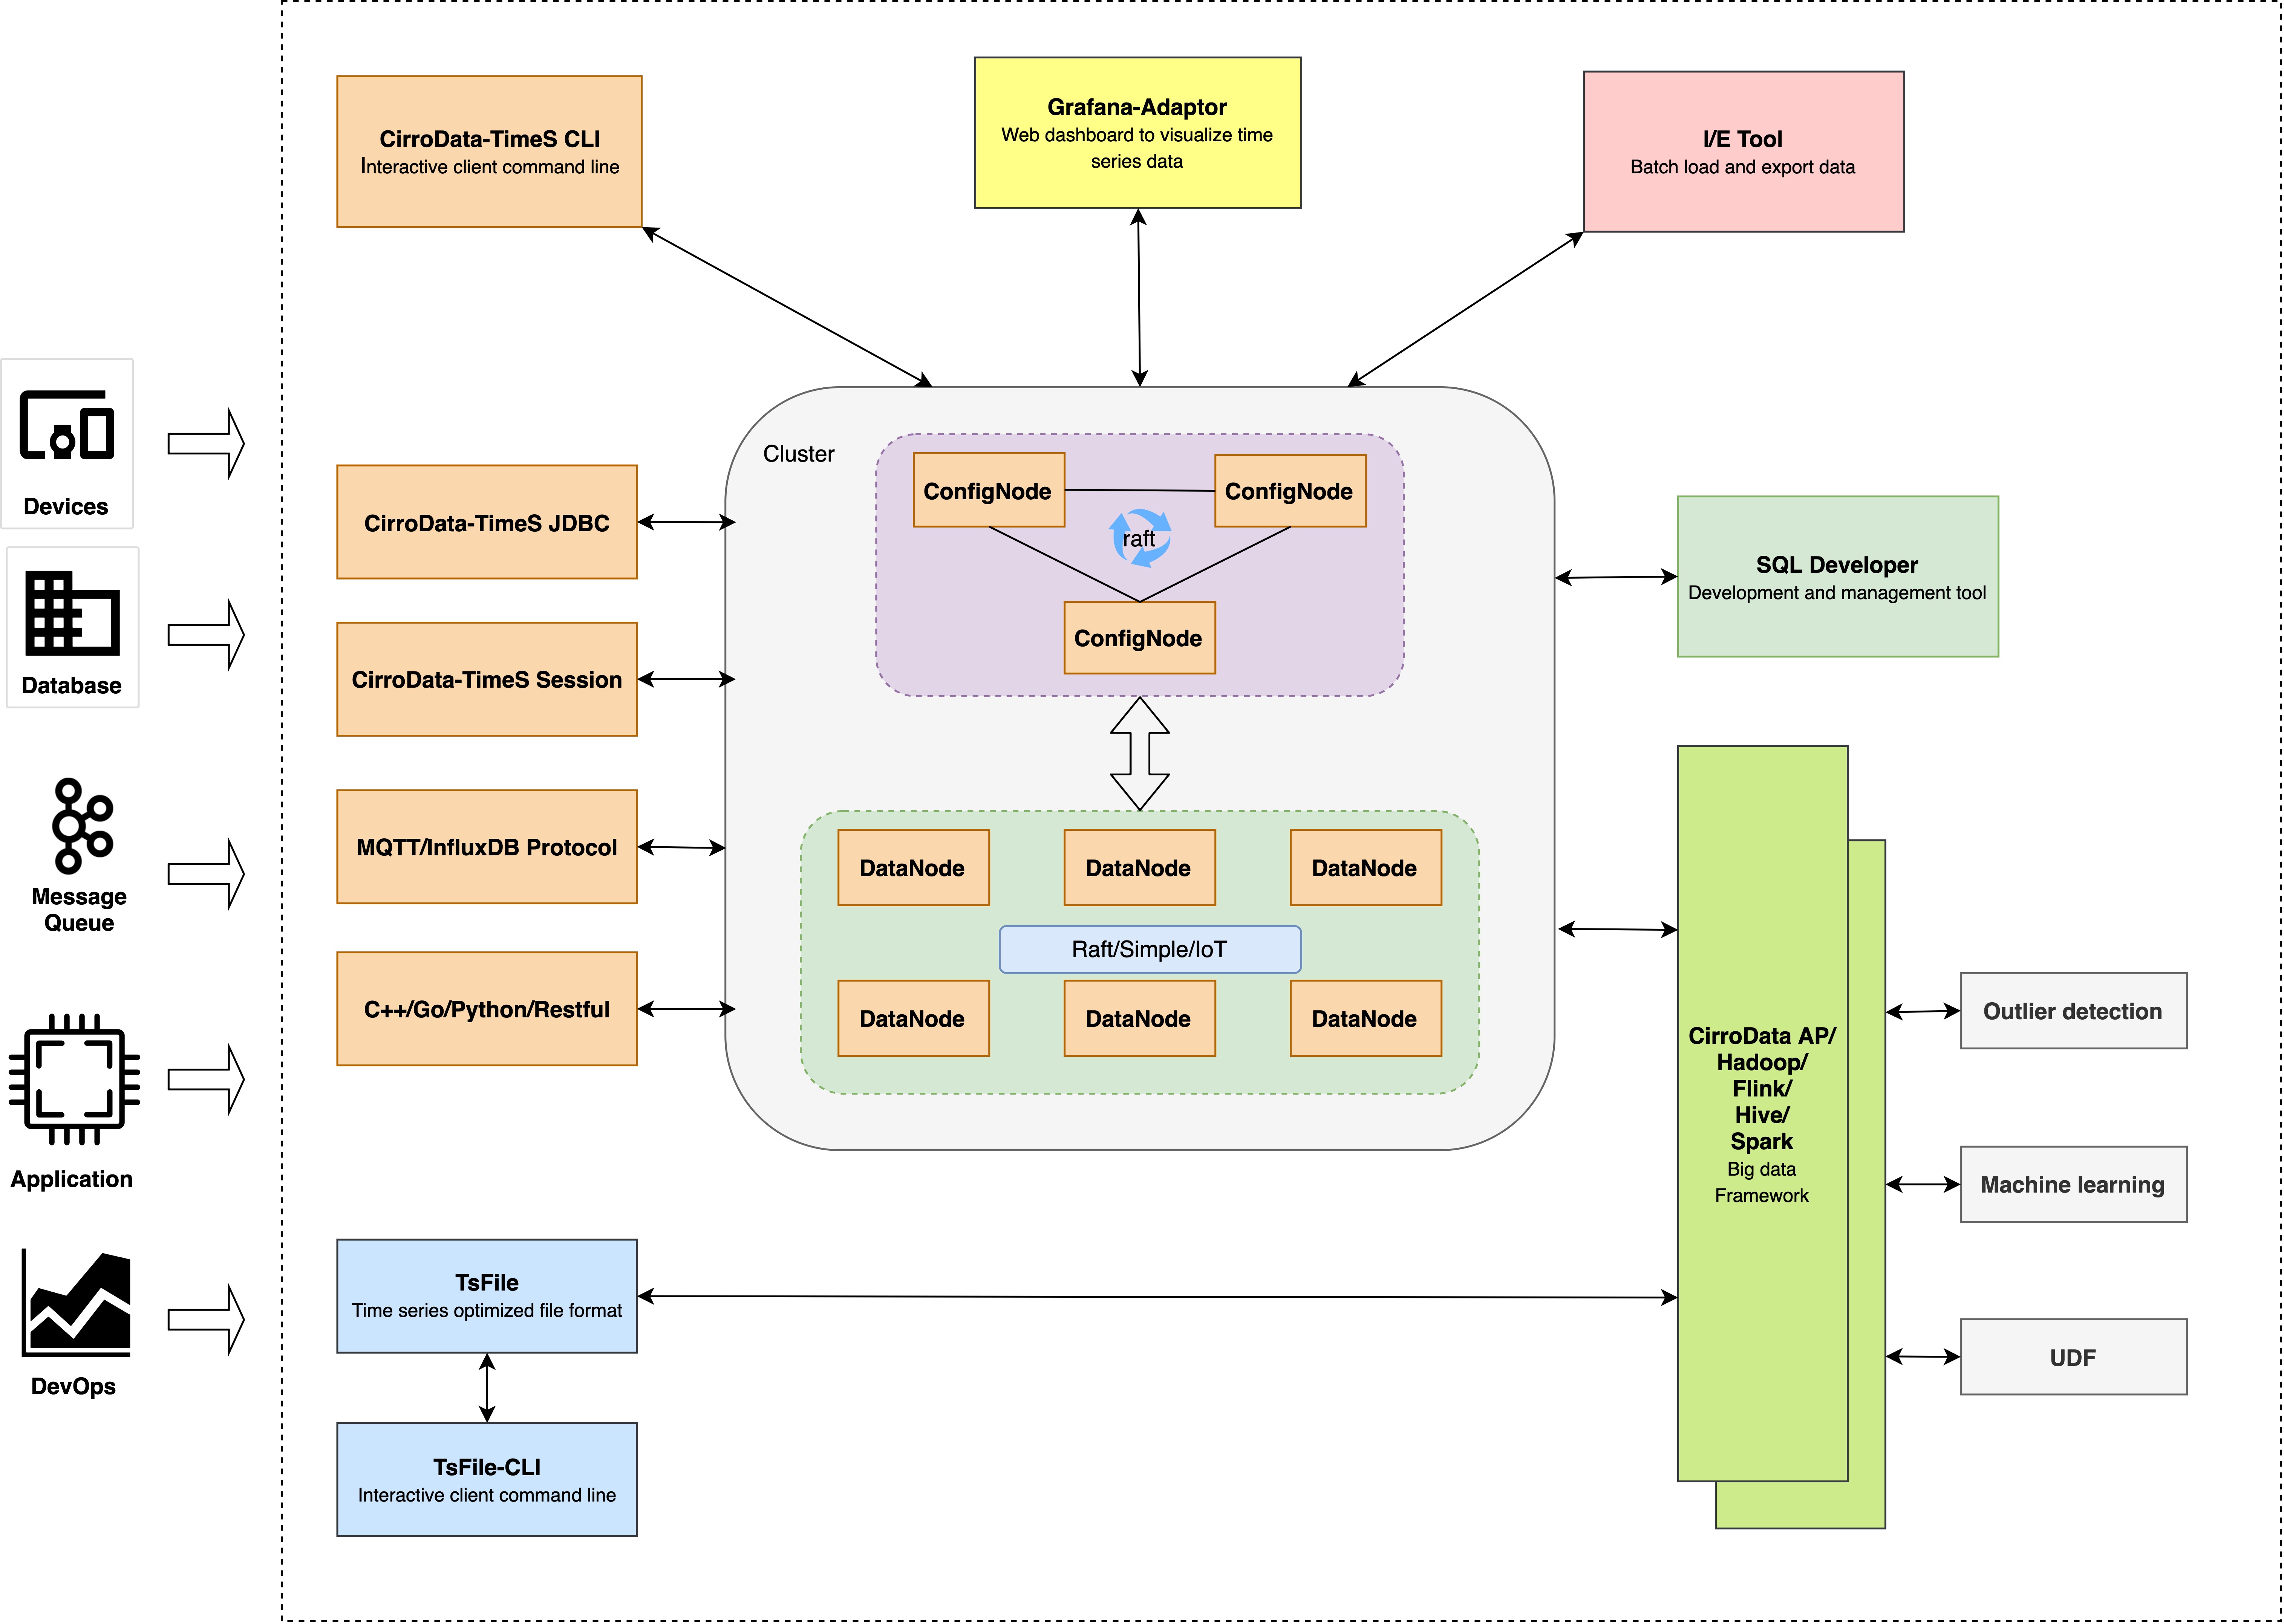 CirroData-TimeS CLI
Interactive client command line
Grafana-Adaptor
Web dashboard to visualize time
series data
I/E Tool
Batch load and export data
Devices
Database
Message
Queue
Application
DevOps
CirroData-TimeS JDBC
CirroData-TimeS Session
MQTT/InfluxDB Protocol
C++/Go/Python/Restful
Cluster
ConfigNode
ConfigNode
raft
ConfigNode
DataNode
DataNode
DataNode
Raft/Simple/IoT
DataNode
DataNode
DataNode
SQL Developer
Development and management tool
CirroData AP/
Hadoop/
Flink/
Hive/
Spark
Big data
Framework
Outlier detection
Machine learning
UDF
TsFile
Time series optimized file format
TsFile-CLI
Interactive client command line